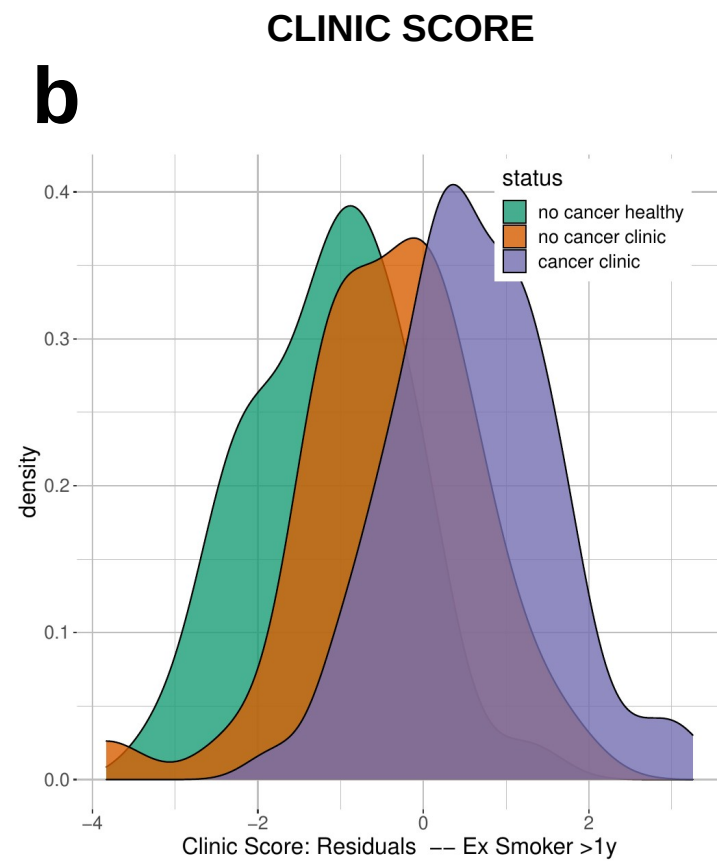 CLINIC SCORE
b
status
no cancer healthy
no cancer clinic
cancer clinic
density
0.4
0.3
0.2
0.1
0.0
−4 −2 0 2
Clinic Score: Residuals −− Ex Smoker >1y